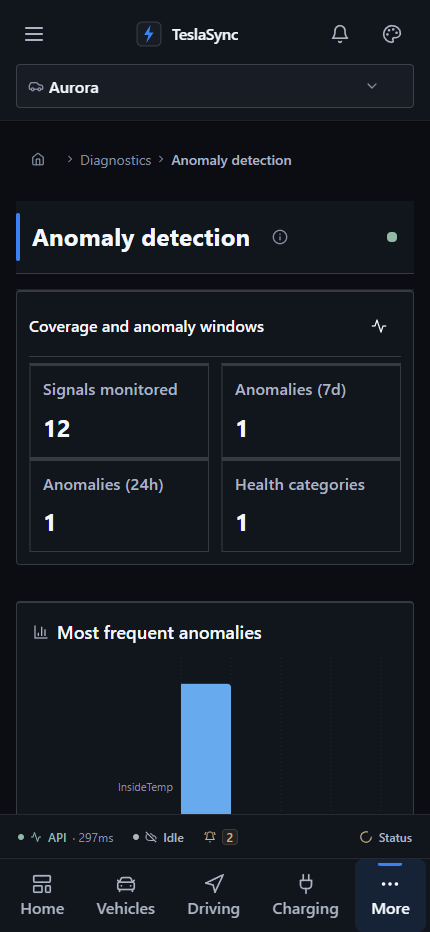 TeslaSync
Aurora
Diagnostics
Anomaly detection
Anomaly detection
Coverage and anomaly windows
Signals monitored
12
Anomalies (7d)
1
Anomalies (24h)
1
Health categories
1
Most frequent anomalies
InsideTemp
API · 297ms
Idle
2
Status
Home
Vehicles
Driving
Charging
More